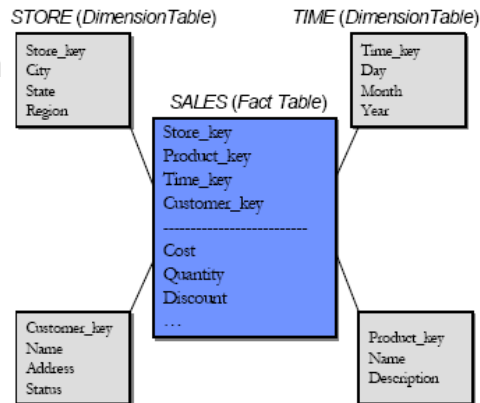 STORE (DimensionTable)
Store_key
City
State
Region
TIME (DimensionTable)
Time_key
Day
Month
Year
SALES (Fact Table)
Store_key
Product_key
Time_key
Customer_key
----------------------------
Cost
Quantity
Discount
...
Customer_key
Name
Address
Status
Product_key
Name
Description